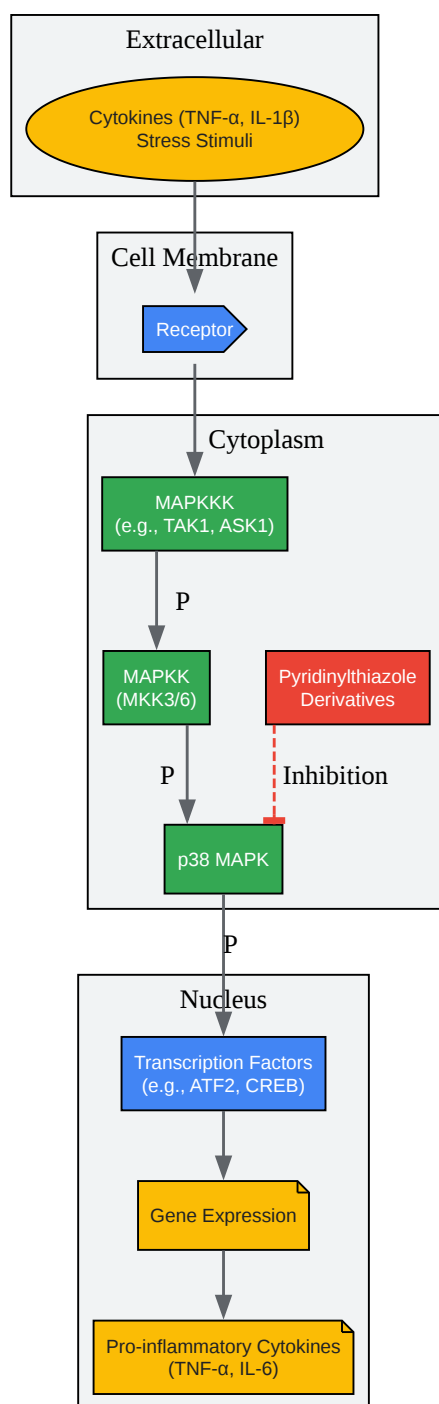 Extracellular
Cytokines (TNF-α, IL-1β)
Stress Stimuli
Cell Membrane
Receptor
Cytoplasm
MAPKKK
(e.g., TAK1, ASK1)
P
MAPKK
(MKK3/6)
Pyridinylthiazole
Derivatives
P
Inhibition
p38 MAPK
P
Nucleus
Transcription Factors
(e.g., ATF2, CREB)
Gene Expression
Pro-inflammatory Cytokines
(TNF-α, IL-6)